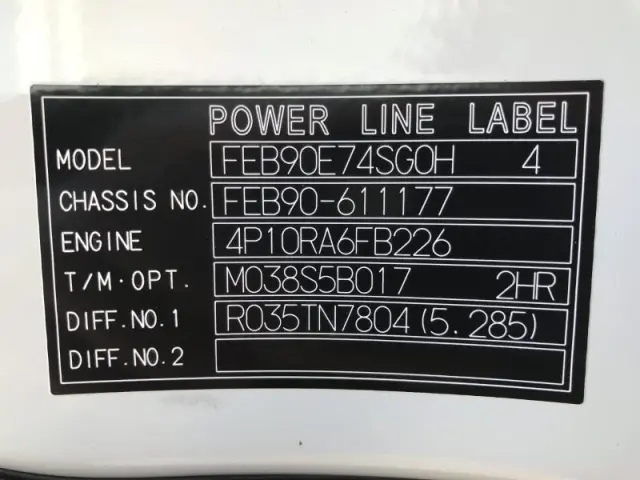 POWER LINE LABEL
MODEL FEB90E74SG0H 4
CHASSIS NO. FEB90-611177
ENGINE 4P10RA6FB226
T/M·OPT. M038S5B017 2HR
DIFF.NO.1 R035TN7804(5.285)
DIFF.NO.2